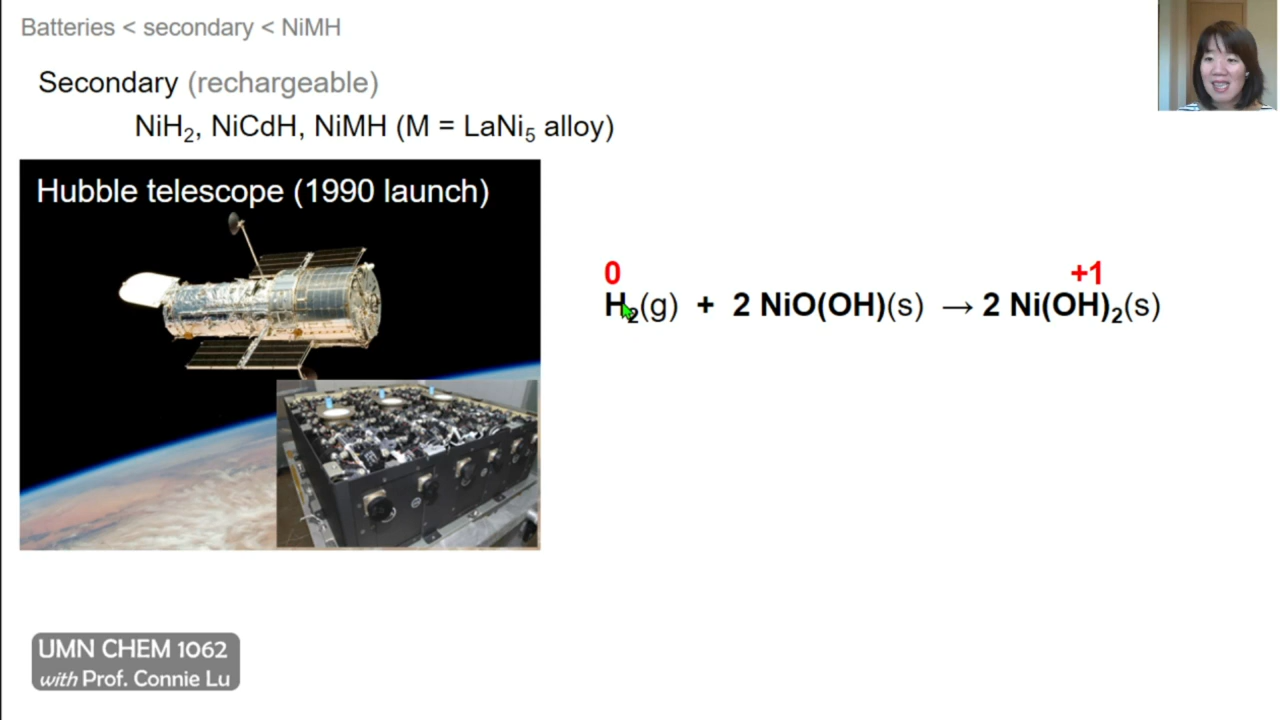 Batteries < secondary < NiMH
Secondary (rechargeable)
NiH₂, NiCdH, NiMH (M = LaNi₅ alloy)
Hubble telescope (1990 launch)
0 +1
H₂(g) + 2 NiO(OH)(s) → 2 Ni(OH)₂(s)
UMN CHEM 1062
with Prof. Connie Lu